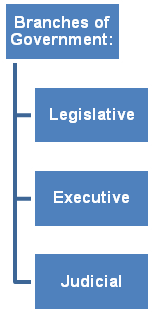 Branches of
Government:
Legislative
Executive
Judicial